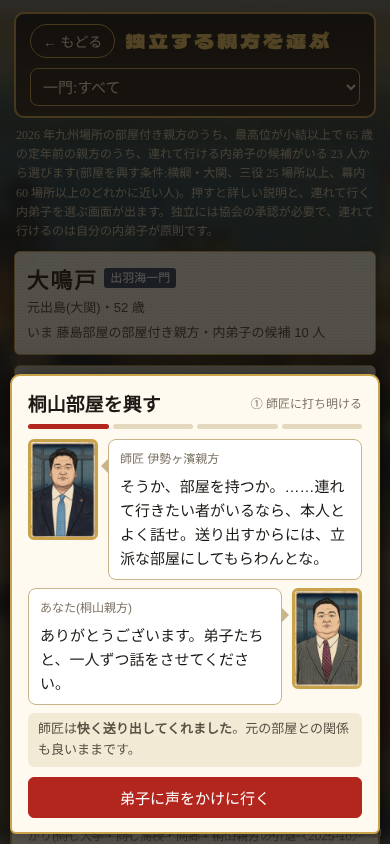 ← もどる
独立する親方を選ぶ
一門:すべて
2026 年九州場所の部屋付き親方のうち、最高位が小結以上で 65 歳
の定年前の親方のうち、連れて行ける内弟子の候補がいる 23 人か
ら選びます(部屋を興す条件:横綱・大関、三役 25 場所以上、幕内
60 場所以上のどれかに近い人)。押すと詳しい説明と、連れて行く
内弟子を選ぶ画面が出ます。独立には協会の承認が必要で、連れて
行けるのは自分の内弟子が原則です。
大鳴戸 出羽海一門
元出島(大関)・52 歳
いま 藤島部屋の部屋付き親方・内弟子の候補 10 人
桐山部屋を興す
① 師匠に打ち明ける
師匠 伊勢ヶ濱親方
そうか、部屋を持つか。……連れ
て行きたい者がいるなら、本人と
よく話せ。送り出すからには、立
派な部屋にしてもらわんとな。
あなた(桐山親方)
ありがとうございます。弟子たち
と、一人ずつ話をさせてくださ
い。
師匠は快く送り出してくれました。元の部屋との関係
も良いままです。
弟子に声をかけに行く